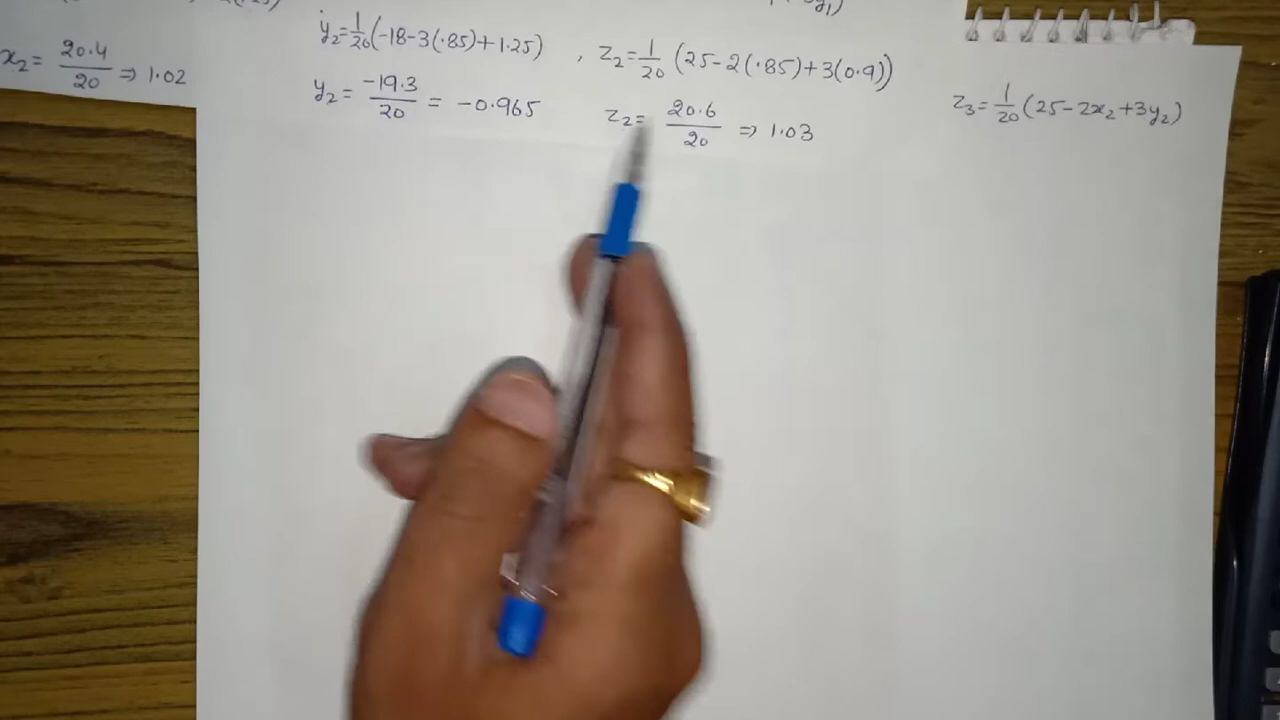 x₂ = 20.4/20 ⇒ 1.02
y₂ = 1/20 (-18-3(.85)+1.25)
y₂ = -19.3/20 = -0.965
, z₂ = 1/20 (25-2(.85)+3(0.9))
z₂ = 20.6/20 ⇒ 1.03
z₃ = 1/20 (25-2x₂+3y₂)